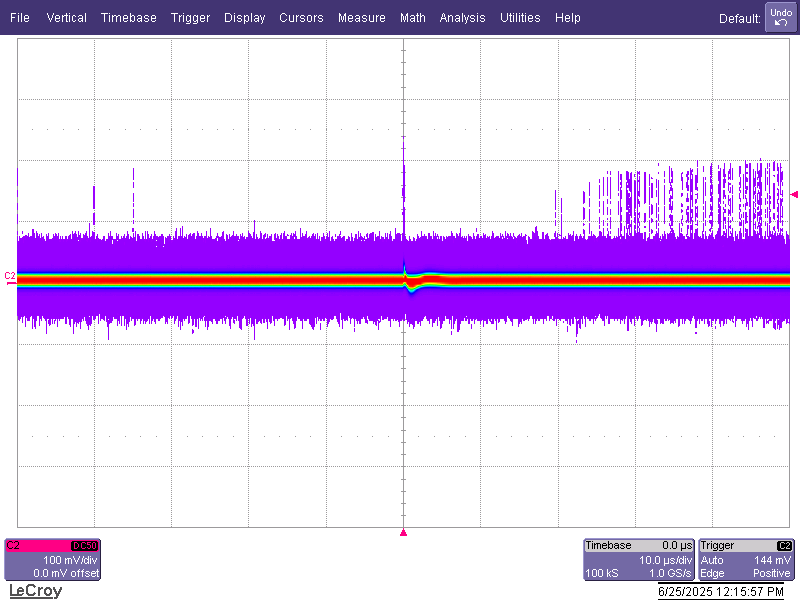 File Vertical Timebase Trigger Display Cursors Measure Math Analysis Utilities Help Default: Undo
C2
C2 DC50
100 mV/div
0.0 mV offset
Timebase 0.0 µs
10.0 µs/div
100 kS 1.0 GS/s
Trigger C2
Auto 144 mV
Edge Positive
LeCroy
6/25/2025 12:15:57 PM